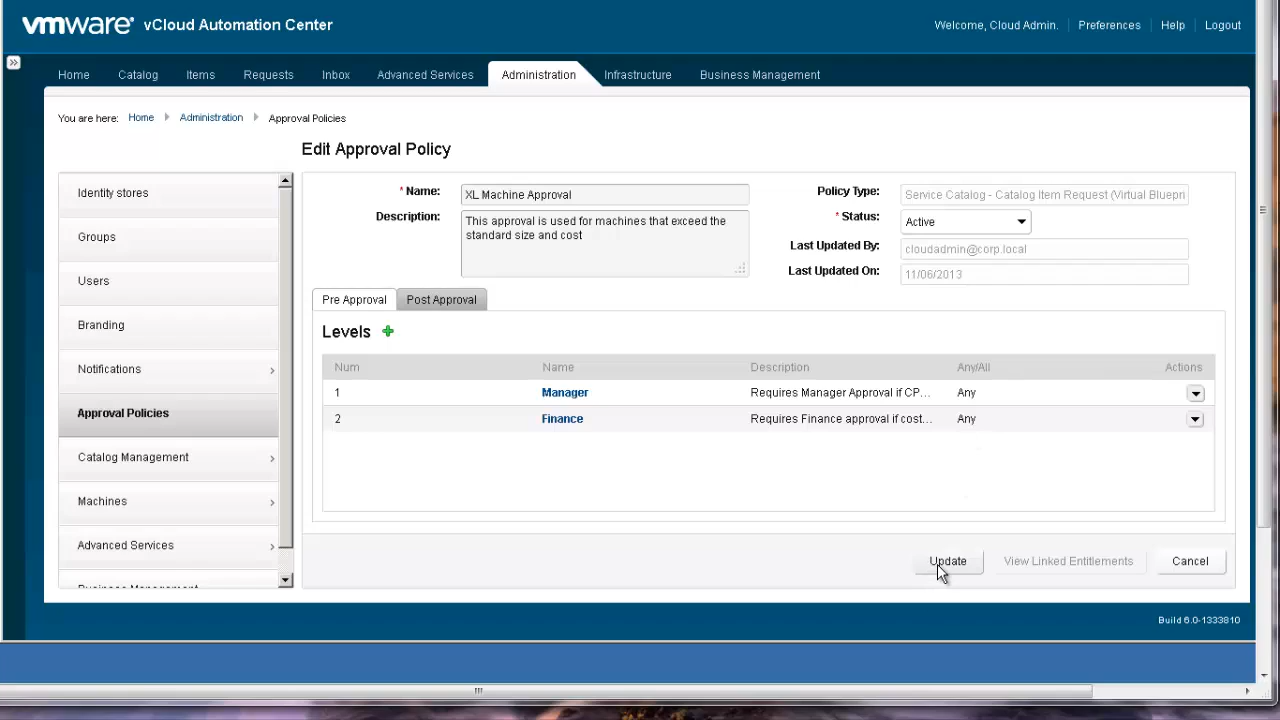 vmware® vCloud Automation Center
Welcome, Cloud Admin. Preferences Help Logout
Home Catalog Items Requests Inbox Advanced Services Administration Infrastructure Business Management
You are here: Home Administration Approval Policies
Edit Approval Policy
Identity stores
Groups
Users
Branding
Notifications
Approval Policies
Catalog Management
Machines
Advanced Services
Business Management
* Name: XL Machine Approval
Description: This approval is used for machines that exceed the
standard size and cost
Policy Type: Service Catalog - Catalog Item Request (Virtual Bluepri
* Status: Active
Last Updated By: cloudadmin@corp.local
Last Updated On: 11/06/2013
Pre Approval Post Approval
Levels
Num Name Description Any/All Actions
1 Manager Requires Manager Approval if CP... Any
2 Finance Requires Finance approval if cost... Any
Update View Linked Entitlements Cancel
Build 6.0-1333810